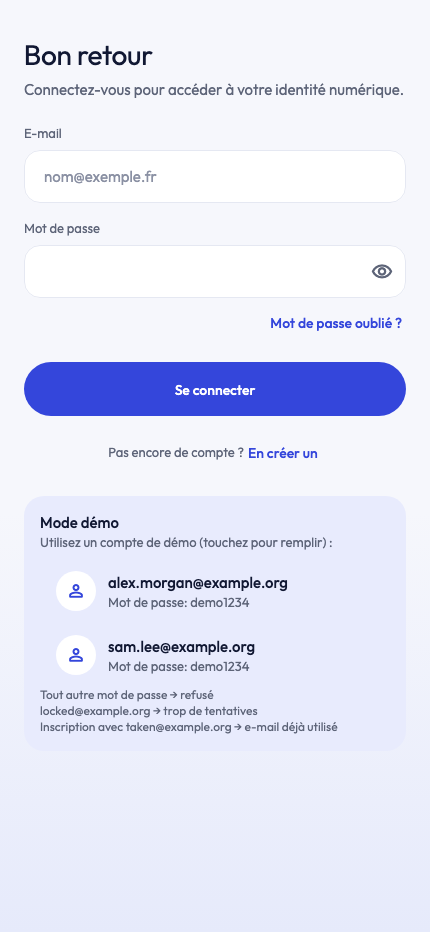 Bon retour
Connectez-vous pour accéder à votre identité numérique.
E-mail
nom@exemple.fr
Mot de passe
Mot de passe oublié ?
Se connecter
Pas encore de compte ? En créer un
Mode démo
Utilisez un compte de démo (touchez pour remplir) :
alex.morgan@example.org
Mot de passe: demo1234
sam.lee@example.org
Mot de passe: demo1234
Tout autre mot de passe → refusé
locked@example.org → trop de tentatives
Inscription avec taken@example.org → e-mail déjà utilisé